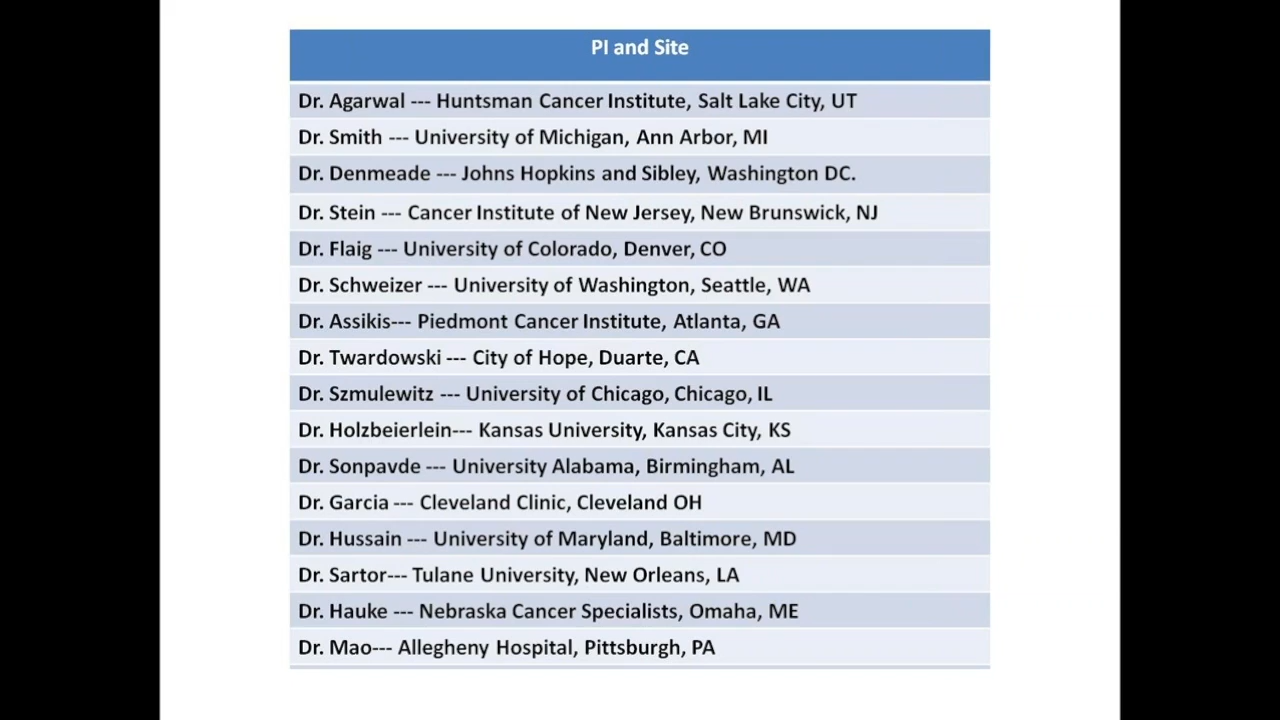 PI and Site
Dr. Agarwal --- Huntsman Cancer Institute, Salt Lake City, UT
Dr. Smith --- University of Michigan, Ann Arbor, MI
Dr. Denmeade --- Johns Hopkins and Sibley, Washington DC.
Dr. Stein --- Cancer Institute of New Jersey, New Brunswick, NJ
Dr. Flaig --- University of Colorado, Denver, CO
Dr. Schweizer --- University of Washington, Seattle, WA
Dr. Assikis--- Piedmont Cancer Institute, Atlanta, GA
Dr. Twardowski --- City of Hope, Duarte, CA
Dr. Szmulewitz --- University of Chicago, Chicago, IL
Dr. Holzbeierlein--- Kansas University, Kansas City, KS
Dr. Sonpavde --- University Alabama, Birmingham, AL
Dr. Garcia --- Cleveland Clinic, Cleveland OH
Dr. Hussain --- University of Maryland, Baltimore, MD
Dr. Sartor--- Tulane University, New Orleans, LA
Dr. Hauke --- Nebraska Cancer Specialists, Omaha, ME
Dr. Mao--- Allegheny Hospital, Pittsburgh, PA